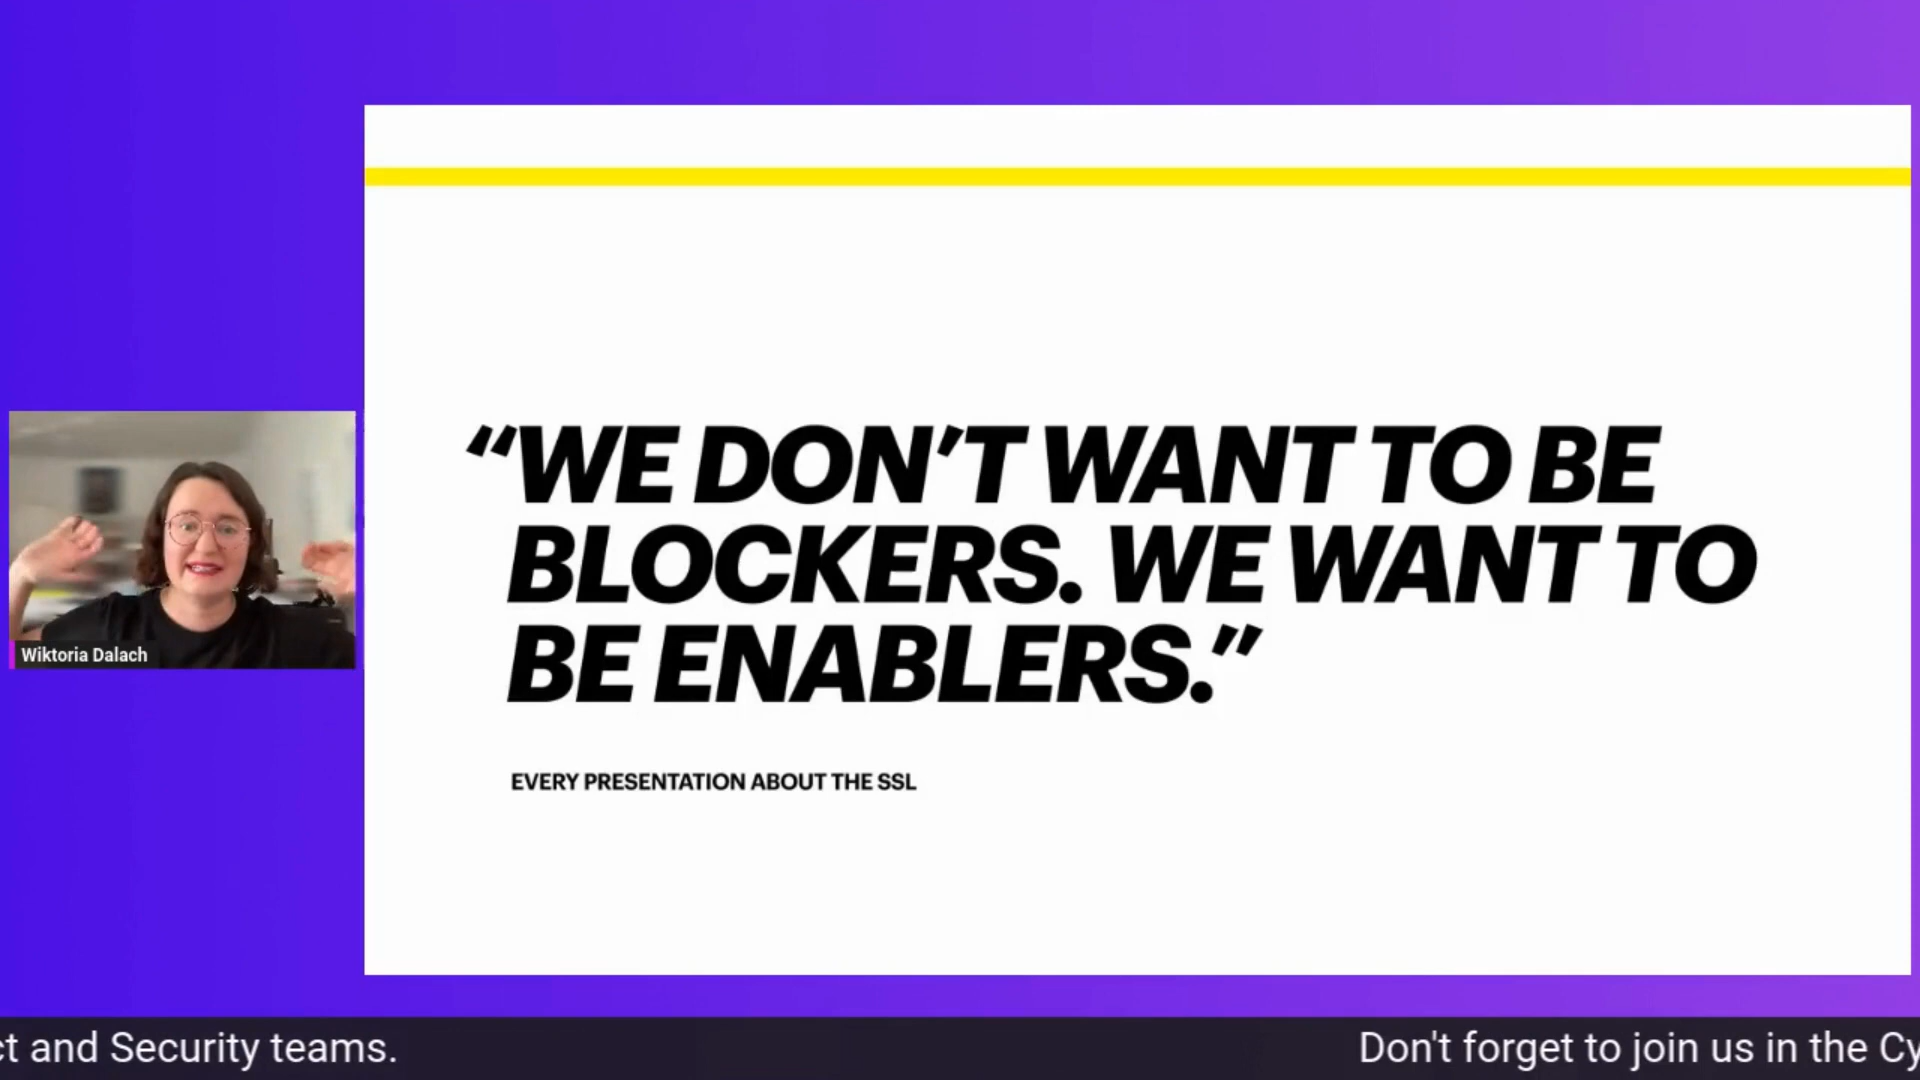 “WE DON’T WANT TO BE
BLOCKERS. WE WANT TO
BE ENABLERS.”
EVERY PRESENTATION ABOUT THE SSL
Wiktoria Dalach
and Security teams.
Don't forget to join us in the